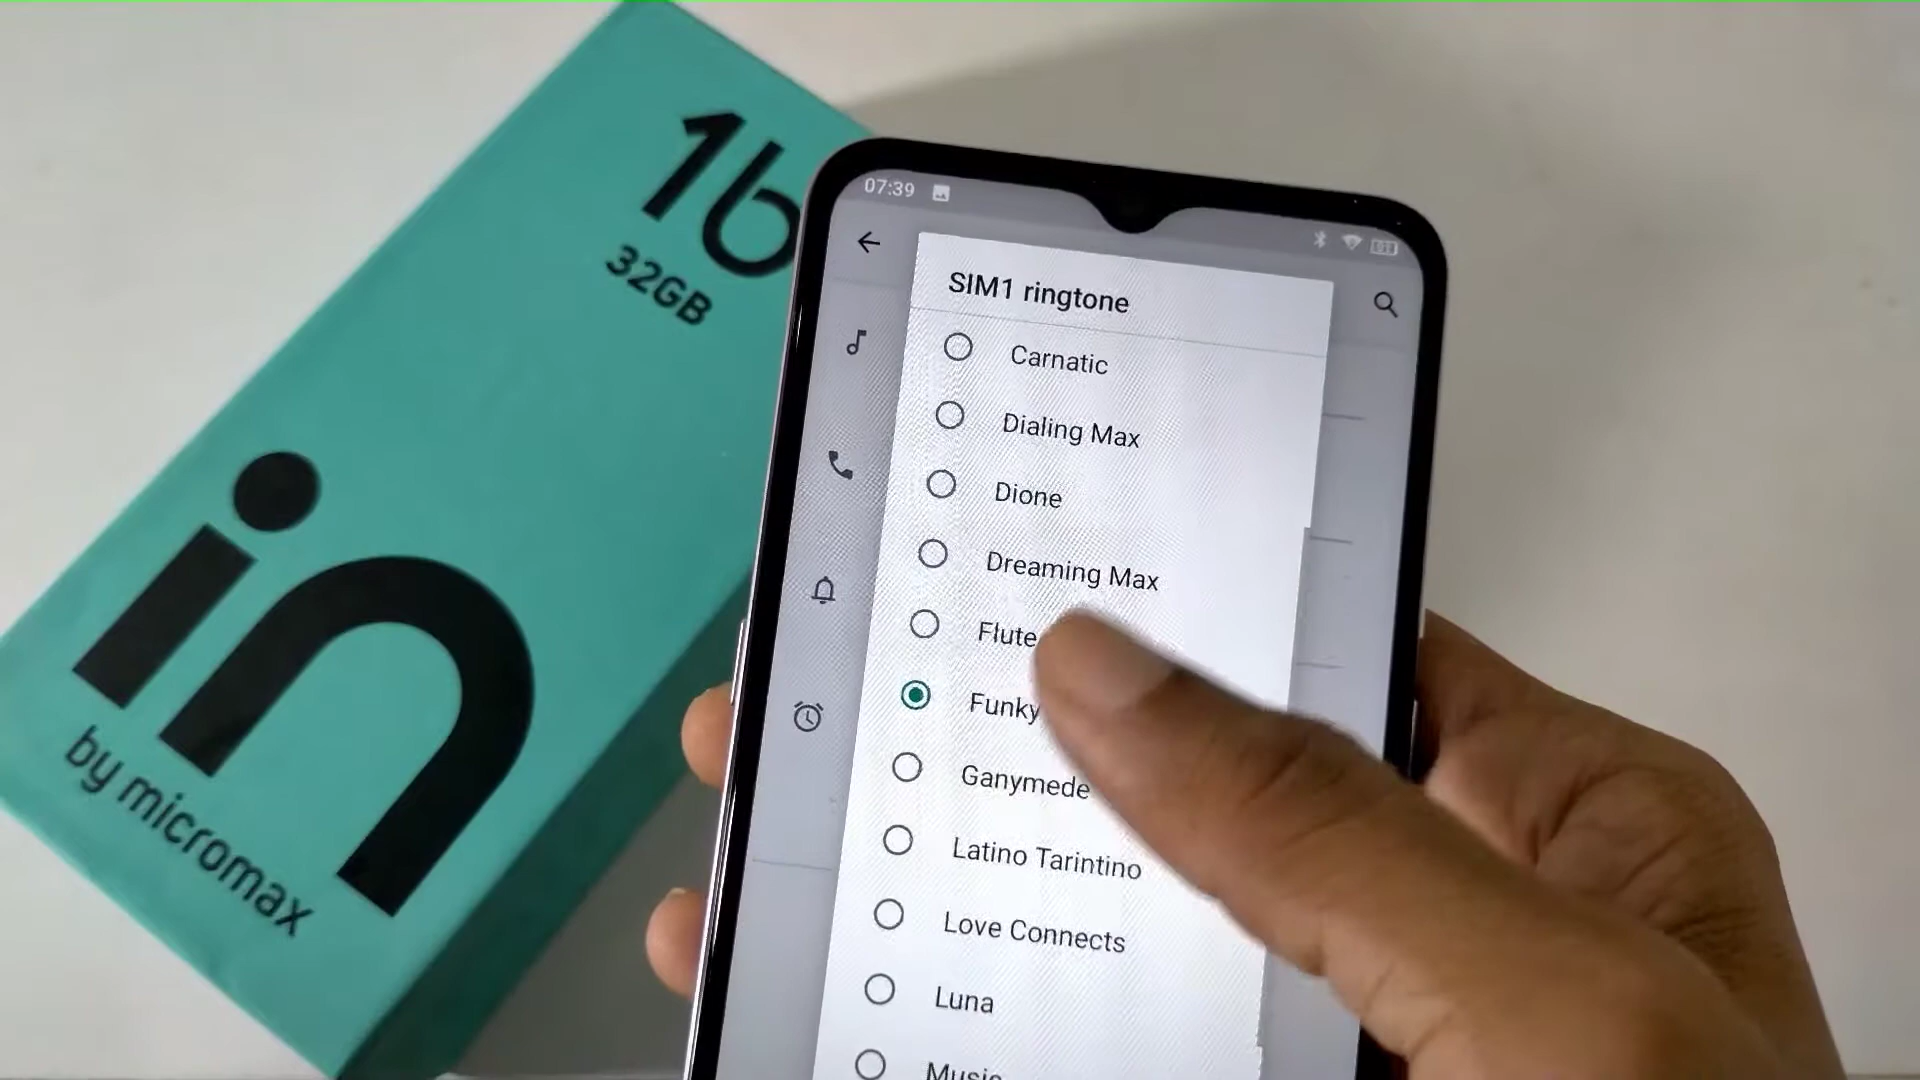 1b
32GB
in
by micromax
07:39
SIM1 ringtone
Carnatic
Dialing Max
Dione
Dreaming Max
Flute
Funky
Ganymede
Latino Tarintino
Love Connects
Luna